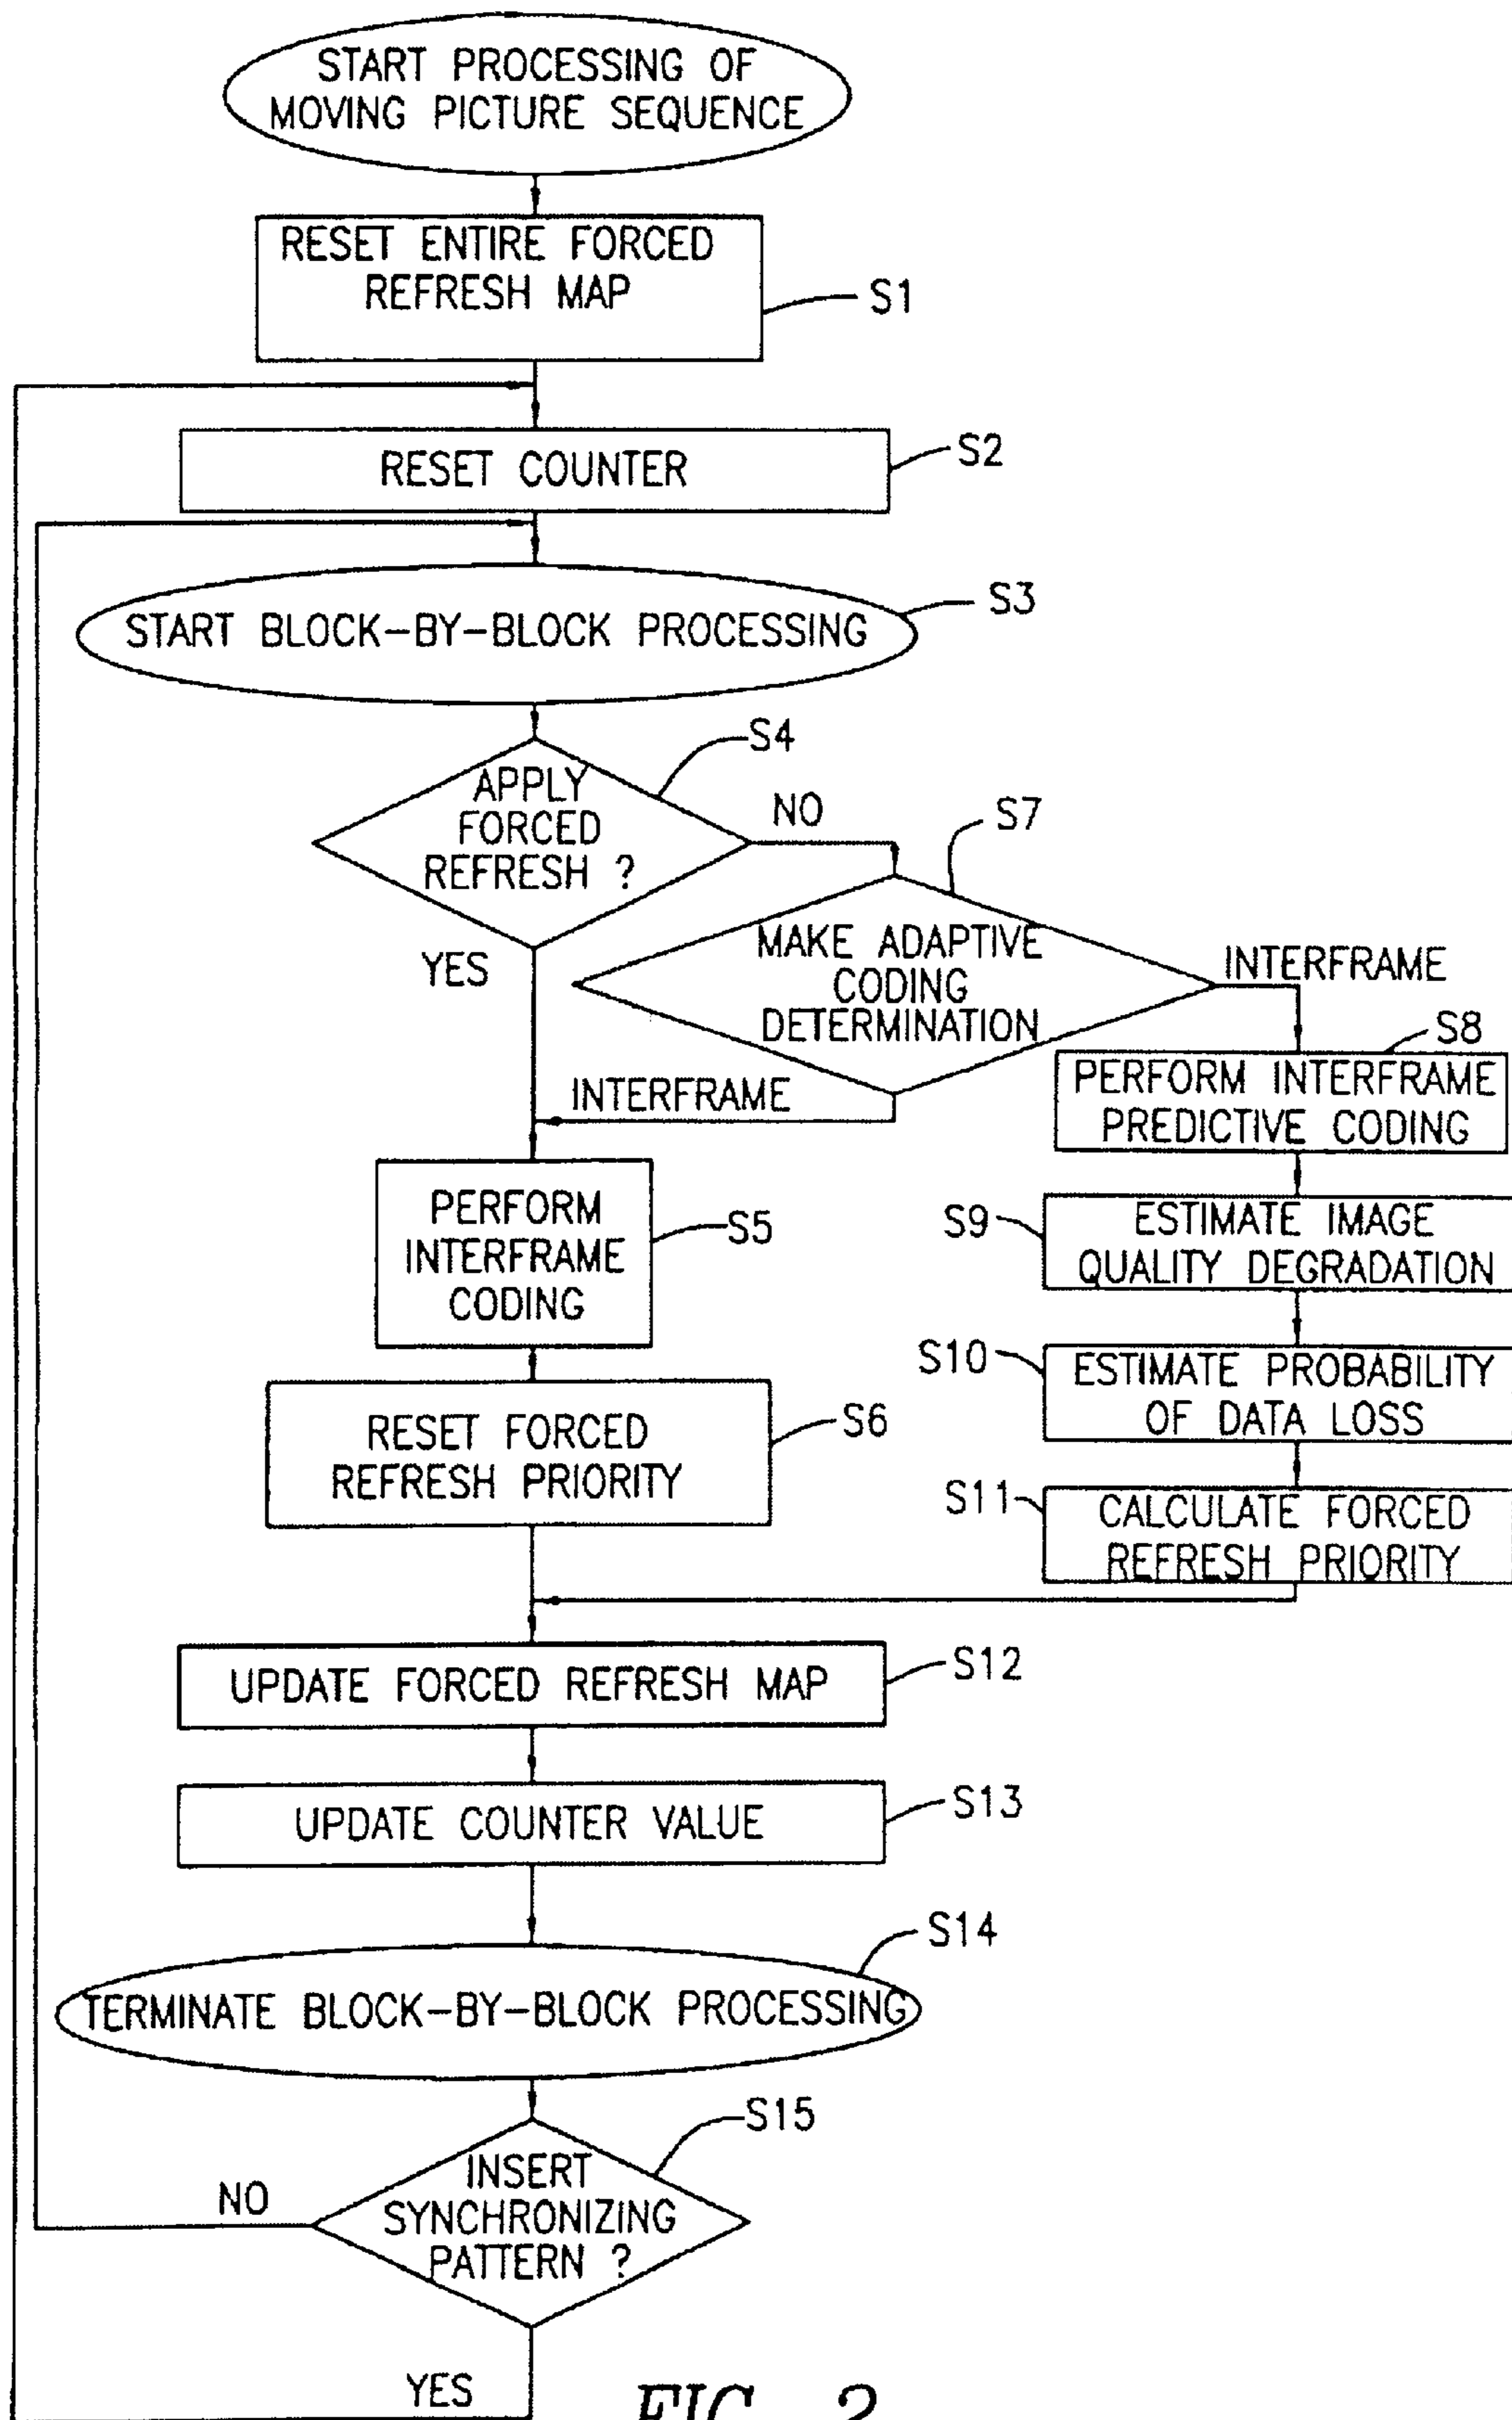 START PROCESSING OF
MOVING PICTURE SEQUENCE
RESET ENTIRE FORCED
REFRESH MAP
S1
RESET COUNTER
S2
START BLOCK-BY-BLOCK PROCESSING
S3
APPLY
FORCED
REFRESH ?
S4
NO
YES
S7
MAKE ADAPTIVE
CODING
DETERMINATION
INTERFRAME
INTERFRAME
S8
PERFORM INTERFRAME
PREDICTIVE CODING
PERFORM
INTERFRAME
CODING
S5
S9
ESTIMATE IMAGE
QUALITY DEGRADATION
S10
ESTIMATE PROBABILITY
OF DATA LOSS
RESET FORCED
REFRESH PRIORITY
S6
S11
CALCULATE FORCED
REFRESH PRIORITY
UPDATE FORCED REFRESH MAP
S12
UPDATE COUNTER VALUE
S13
TERMINATE BLOCK-BY-BLOCK PROCESSING
S14
INSERT
SYNCHRONIZING
PATTERN ?
S15
NO
YES
FIG. 2